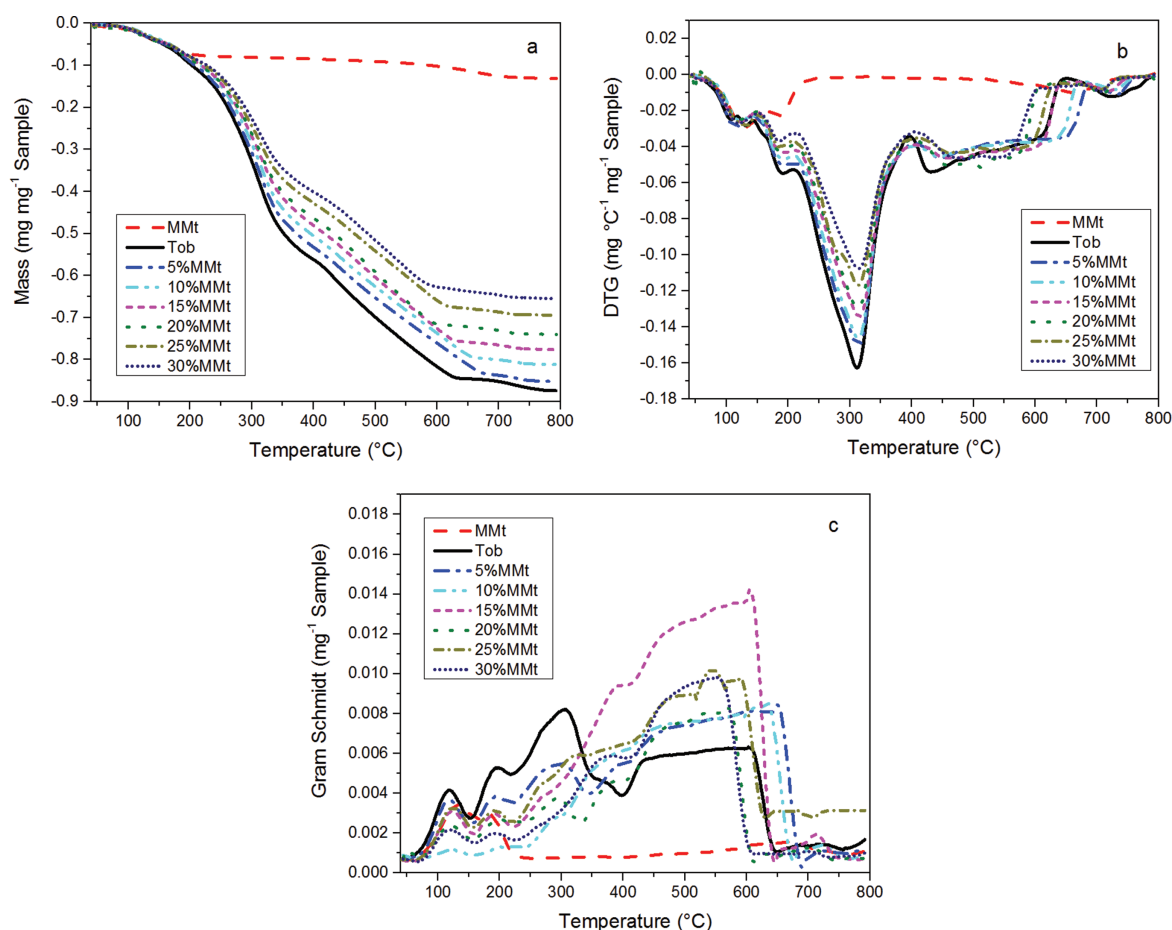 a
0.0
-0.1
-0.2
-0.3
-0.4
-0.5
-0.6
-0.7
-0.8
-0.9
Mass (mg mg⁻¹ Sample)
MMt
Tob
5%MMt
10%MMt
15%MMt
20%MMt
25%MMt
30%MMt
100 200 300 400 500 600 700 800
Temperature (°C)
b
0.02
0.00
-0.02
-0.04
-0.06
-0.08
-0.10
-0.12
-0.14
-0.16
-0.18
DTG (mg °C⁻¹ mg⁻¹ Sample)
MMt
Tob
5%MMt
10%MMt
15%MMt
20%MMt
25%MMt
30%MMt
100 200 300 400 500 600 700 800
Temperature (°C)
c
0.018
0.016
0.014
0.012
0.010
0.008
0.006
0.004
0.002
0.000
Gram Schmidt (mg⁻¹ Sample)
MMt
Tob
5%MMt
10%MMt
15%MMt
20%MMt
25%MMt
30%MMt
100 200 300 400 500 600 700 800
Temperature (°C)